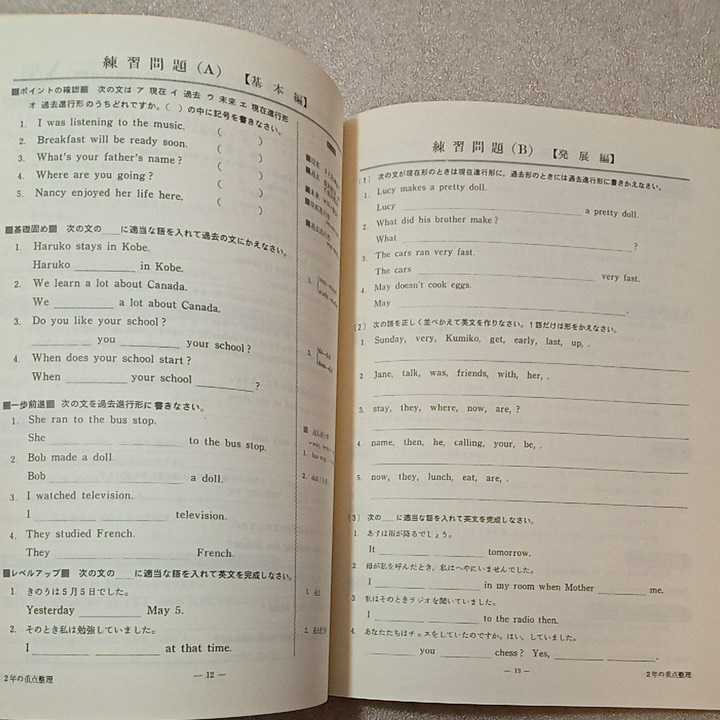 練習問題（A） 【基本編】
■ポイントの確認■ 次の文は ア 現在 イ 過去 ウ 未来 エ 現在進行形
オ 過去進行形のうちどれですか。（ ）の中に記号を書きなさい。
1. I was listening to the music. （ ）
2. Breakfast will be ready soon. （ ）
3. What's your father's name? （ ）
4. Where are you going? （ ）
5. Nancy enjoyed her life here. （ ）
■基礎固め■ 次の文の＿＿に適当な語を入れて過去の文にかえなさい。
1. Haruko stays in Kobe.
Haruko ________ in Kobe.
2. We learn a lot about Canada.
We ________ a lot about Canada.
3. Do you like your school?
________ you ________ your school?
4. When does your school start?
When ________ your school ________?
■一歩前進■ 次の文を過去進行形に書きなさい。
1. She ran to the bus stop.
She ________ to the bus stop.
2. Bob made a doll.
Bob ________ a doll.
3. I watched television.
I ________ television.
4. They studied French.
They ________ French.
■レベルアップ■ 次の文の＿＿に適当な語を入れて英文を完成しなさい。
1. きのうは5月5日でした。
Yesterday ________ May 5.
2. そのとき私は勉強していました。
I ________ ________ at that time.
— 12 —
2年の重点整理
練習問題（B） 【発展編】
〔1〕 次の文が現在形のときは現在進行形に，過去形のときには過去進行形に書きかえなさい。
1. Lucy makes a pretty doll.
Lucy ________ a pretty doll.
2. What did his brother make?
What ________?
3. The cars ran very fast.
The cars ________ very fast.
4. May doesn't cook eggs.
May ________.
〔2〕 次の語を正しく並べかえて英文を作りなさい。1語だけは形をかえなさい。
1. Sunday, very, Kumiko, get, early, last, up, .
2. Jane, talk, was, friends, with, her, .
3. stay, they, where, now, are, ?
4. name, then, he, calling, your, be, .
5. now, they, lunch, eat, are, .
〔3〕 次の＿＿に適当な語を入れて英文を完成しなさい。
1. あすは雨が降るでしょう。
It ________ ________ tomorrow.
2. 母が私を呼んだとき，私はへやにいませんでした。
I ________ in my room when Mother ________ me.
3. 私はそのときラジオを聞いていました。
I ________ ________ to the radio then.
4. あなたたちはチェスをしていたのですか。はい，していました。
________ you ________ chess? Yes, ________ ________.
— 13 —
2年の重点整理